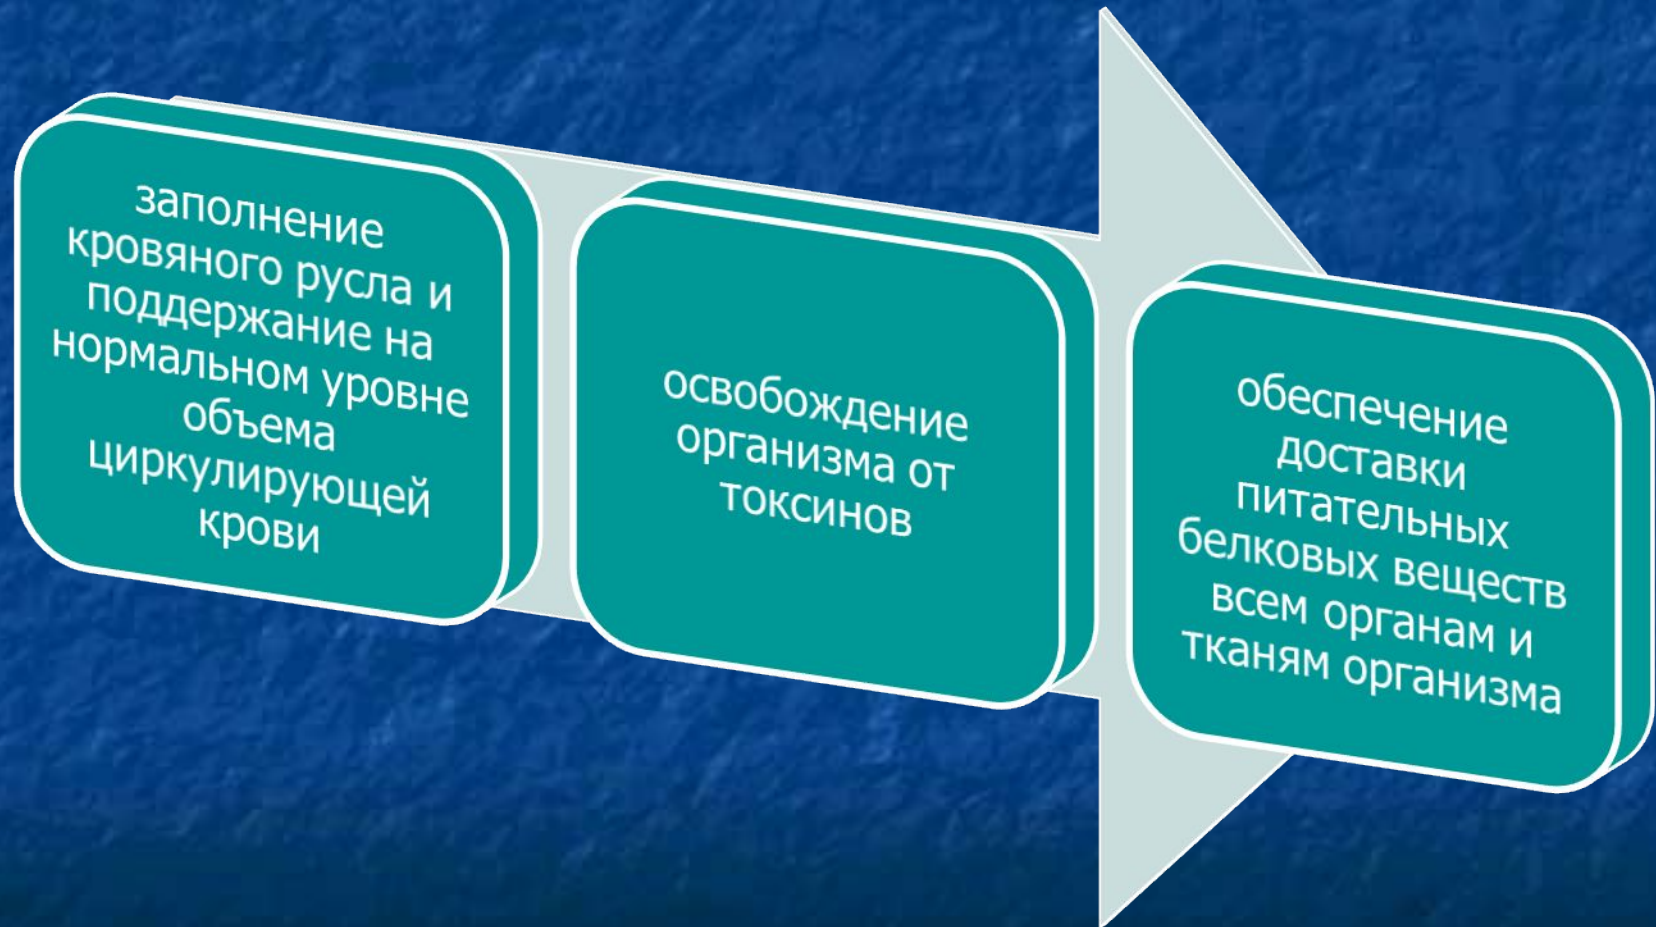 заполнение
кровяного русла и
поддержание на
нормальном уровне
объема
циркулирующей
крови
освобождение
организма от
токсинов
обеспечение
доставки
питательных
белковых веществ
всем органам и
тканям организма